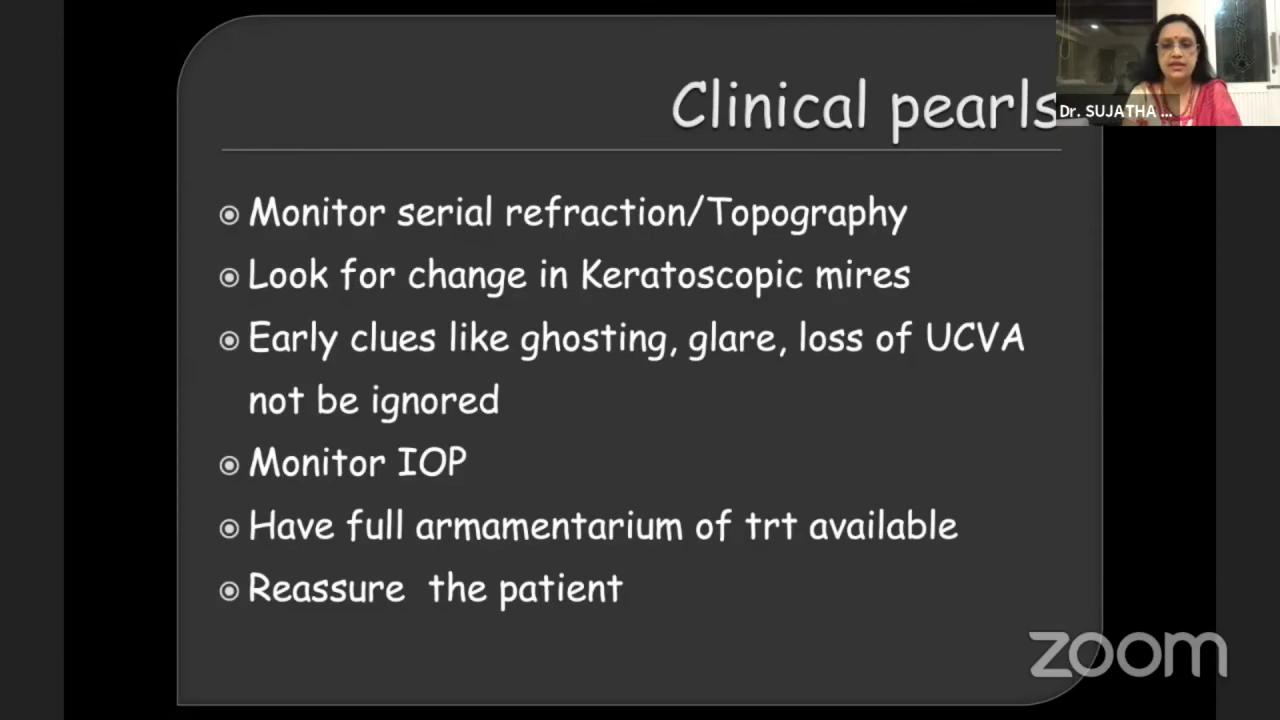 Clinical pearls
Dr. SUJATHA ...
Monitor serial refraction/Topography
Look for change in Keratoscopic mires
Early clues like ghosting, glare, loss of UCVA
not be ignored
Monitor IOP
Have full armamentarium of trt available
Reassure the patient
zoom